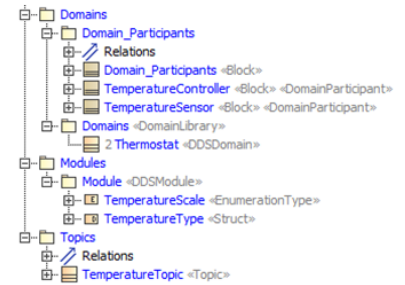 Domains
Domain_Participants
Relations
Domain_Participants «Block»
TemperatureController «Block» «DomainParticipant»
TemperatureSensor «Block» «DomainParticipant»
Domains «DomainLibrary»
2 Thermostat «DDSDomain»
Modules
Module «DDSModule»
E TemperatureScale «EnumerationType»
D TemperatureType «Struct»
Topics
Relations
TemperatureTopic «Topic»